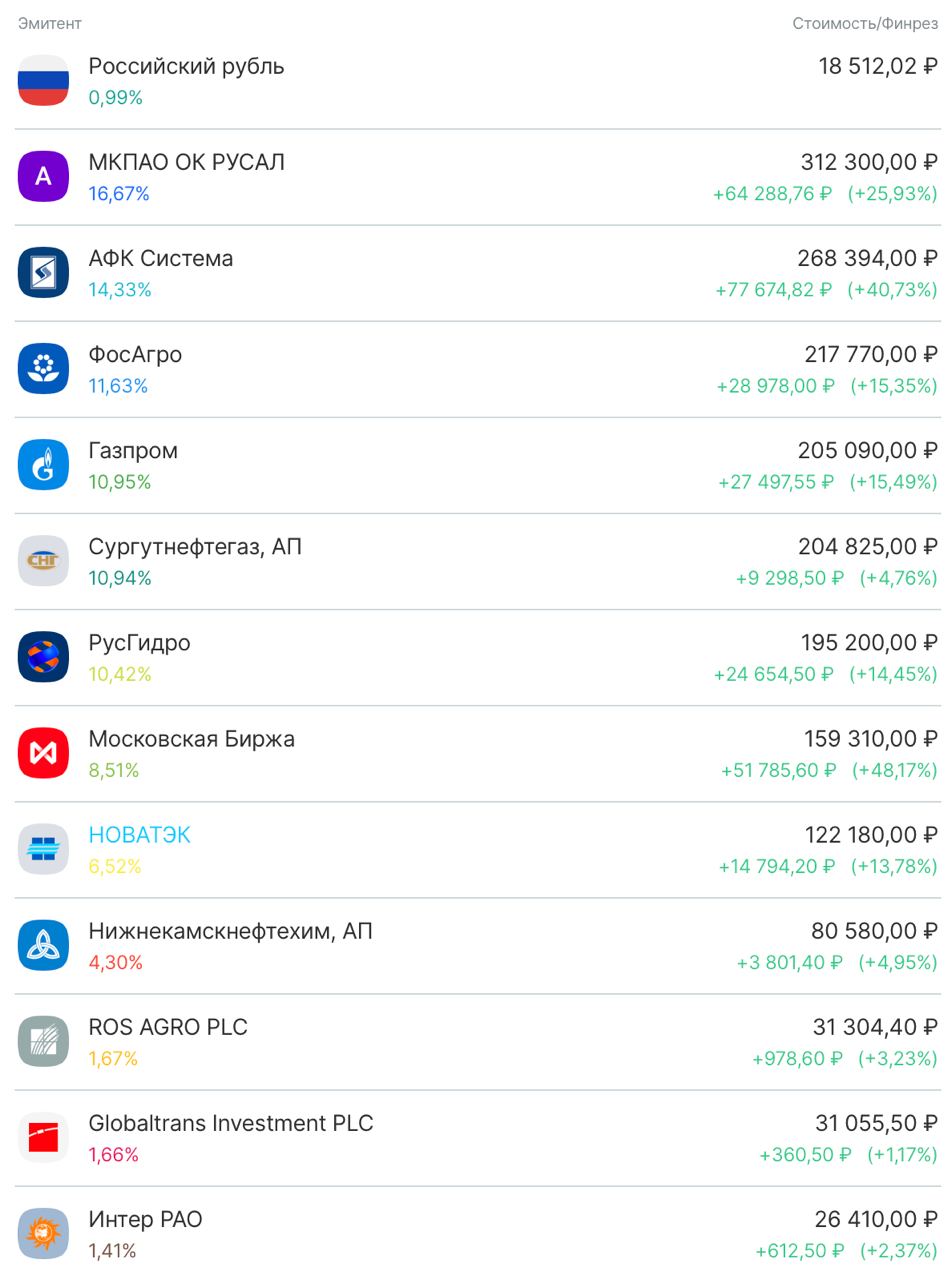 Эмитент Стоимость/Финрез
Российский рубль 18 512,02 ₽
0,99%
A МКПАО ОК РУСАЛ 312 300,00 ₽
16,67% +64 288,76 ₽ (+25,93%)
АФК Система 268 394,00 ₽
14,33% +77 674,82 ₽ (+40,73%)
ФосАгро 217 770,00 ₽
11,63% +28 978,00 ₽ (+15,35%)
Газпром 205 090,00 ₽
10,95% +27 497,55 ₽ (+15,49%)
СНГ Сургутнефтегаз, АП 204 825,00 ₽
10,94% +9 298,50 ₽ (+4,76%)
РусГидро 195 200,00 ₽
10,42% +24 654,50 ₽ (+14,45%)
Московская Биржа 159 310,00 ₽
8,51% +51 785,60 ₽ (+48,17%)
НОВАТЭК 122 180,00 ₽
6,52% +14 794,20 ₽ (+13,78%)
Нижнекамскнефтехим, АП 80 580,00 ₽
4,30% +3 801,40 ₽ (+4,95%)
ROS AGRO PLC 31 304,40 ₽
1,67% +978,60 ₽ (+3,23%)
Globaltrans Investment PLC 31 055,50 ₽
1,66% +360,50 ₽ (+1,17%)
Интер РАО 26 410,00 ₽
1,41% +612,50 ₽ (+2,37%)